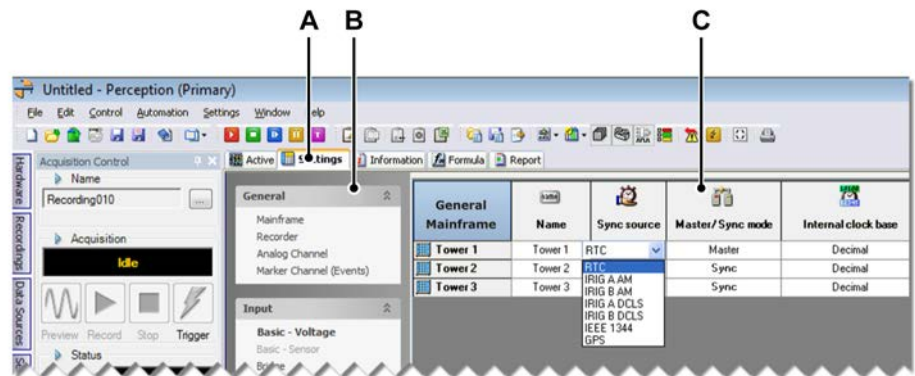 A B C
Untitled - Perception (Primary)
File Edit Control Automation Settings Window elp
Active ttings Information Formula Report
Hardware
Recordings
Data Sources
Acquisition Control
Name
Recording010
...
Acquisition
Idle
Preview Record Stop Trigger
Status
General
Mainframe
Recorder
Analog Channel
Marker Channel (Events)
Input
Basic - Voltage
Basic - Sensor
Bridge
General Mainframe Name Sync source Master/Sync mode Internal clock base
Tower 1 Tower 1 RTC Master Decimal
Tower 2 Tower 2 Sync Decimal
Tower 3 Tower 3 Sync Decimal
RTC
IRIG A AM
IRIG B AM
IRIG A DCLS
IRIG B DCLS
IEEE 1344
GPS